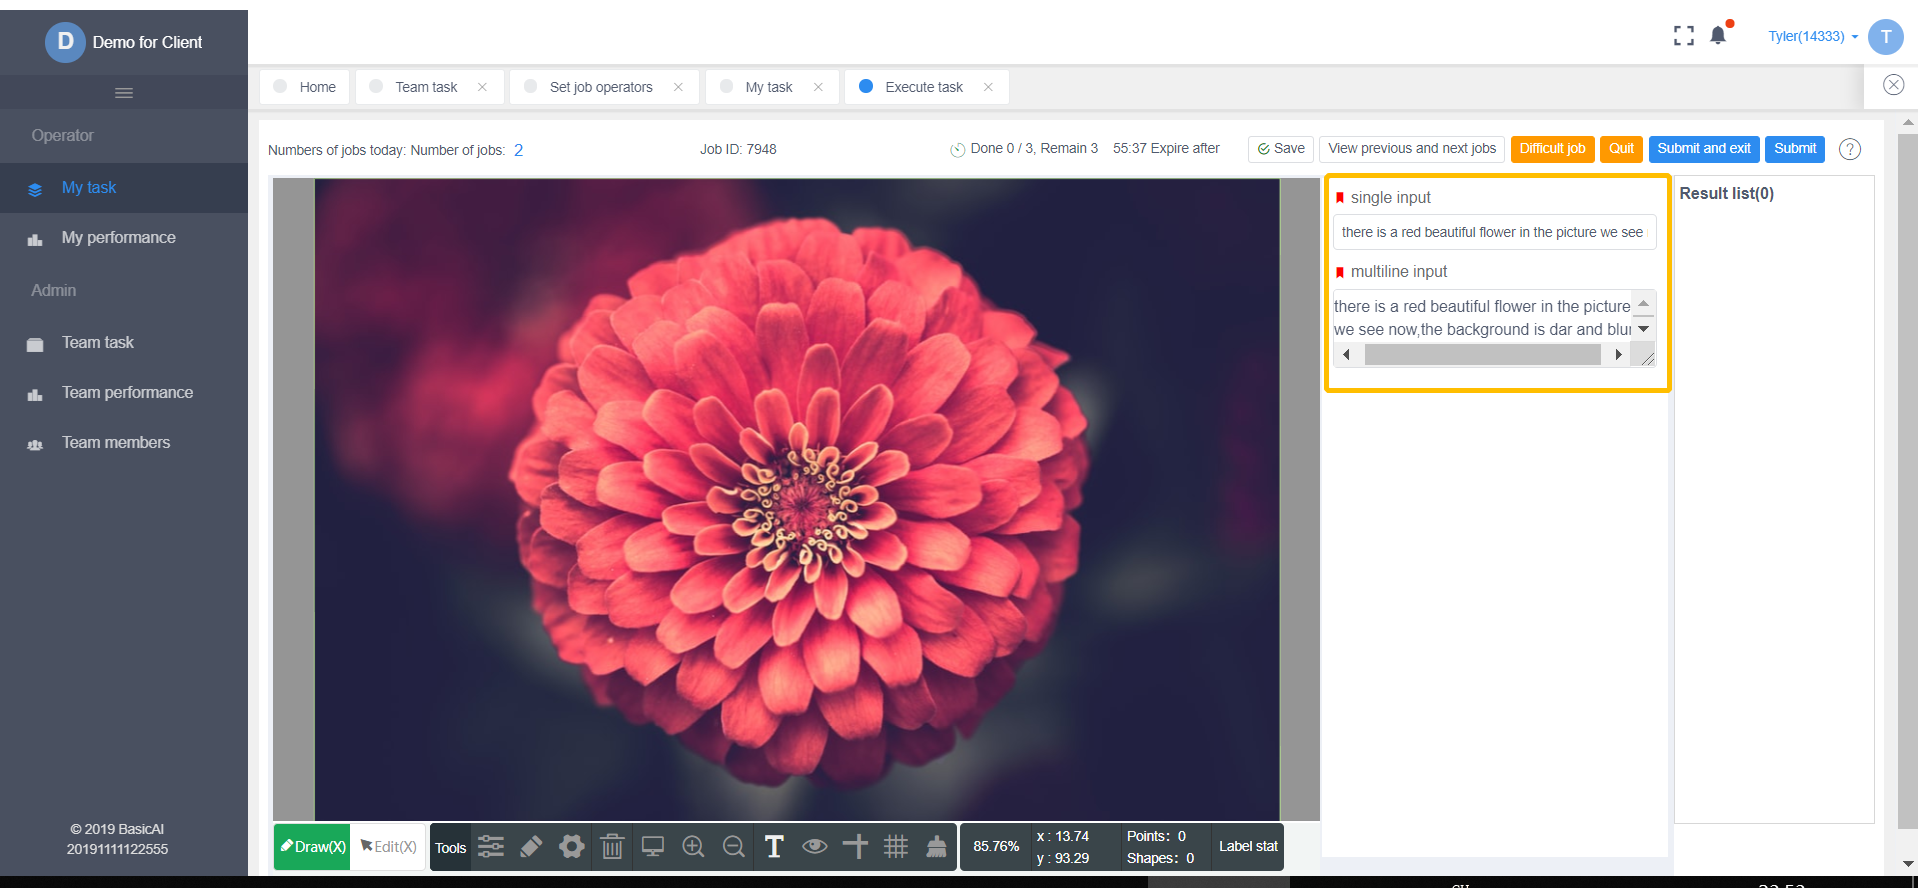 D Demo for Client
Tyler(14333) T
Home Team task Set job operators My task Execute task
Operator
My task
My performance
Admin
Team task
Team performance
Team members
© 2019 BasicAI
20191111122555
Numbers of jobs today: Number of jobs: 2 Job ID: 7948 Done 0 / 3, Remain 3 55:37 Expire after Save View previous and next jobs Difficult job Quit Submit and exit Submit ?
single input
there is a red beautiful flower in the picture we see
multiline input
there is a red beautiful flower in the picture
we see now,the background is dar and blur
Result list(0)
Draw(X) Edit(X) Tools T 85.76% x : 13.74 Points: 0 Label stat
y : 93.29 Shapes: 0